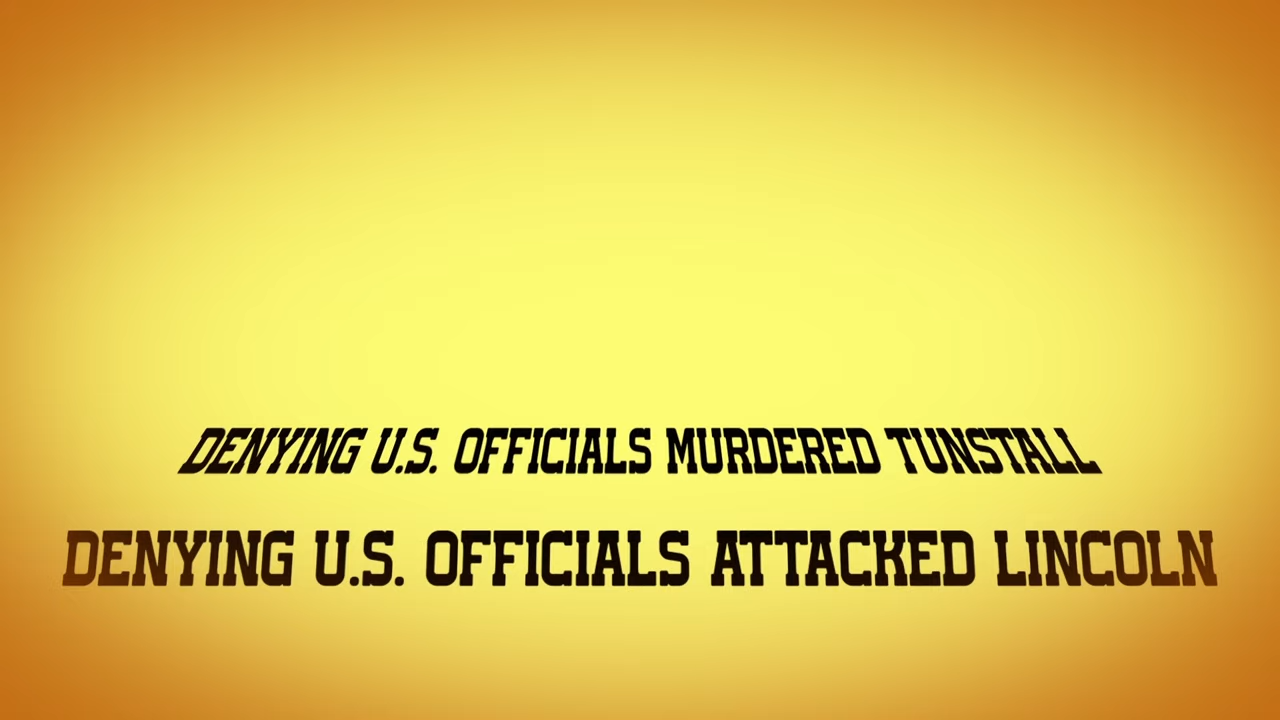 DENYING U.S. OFFICIALS MURDERED TUNSTALL
DENYING U.S. OFFICIALS ATTACKED LINCOLN